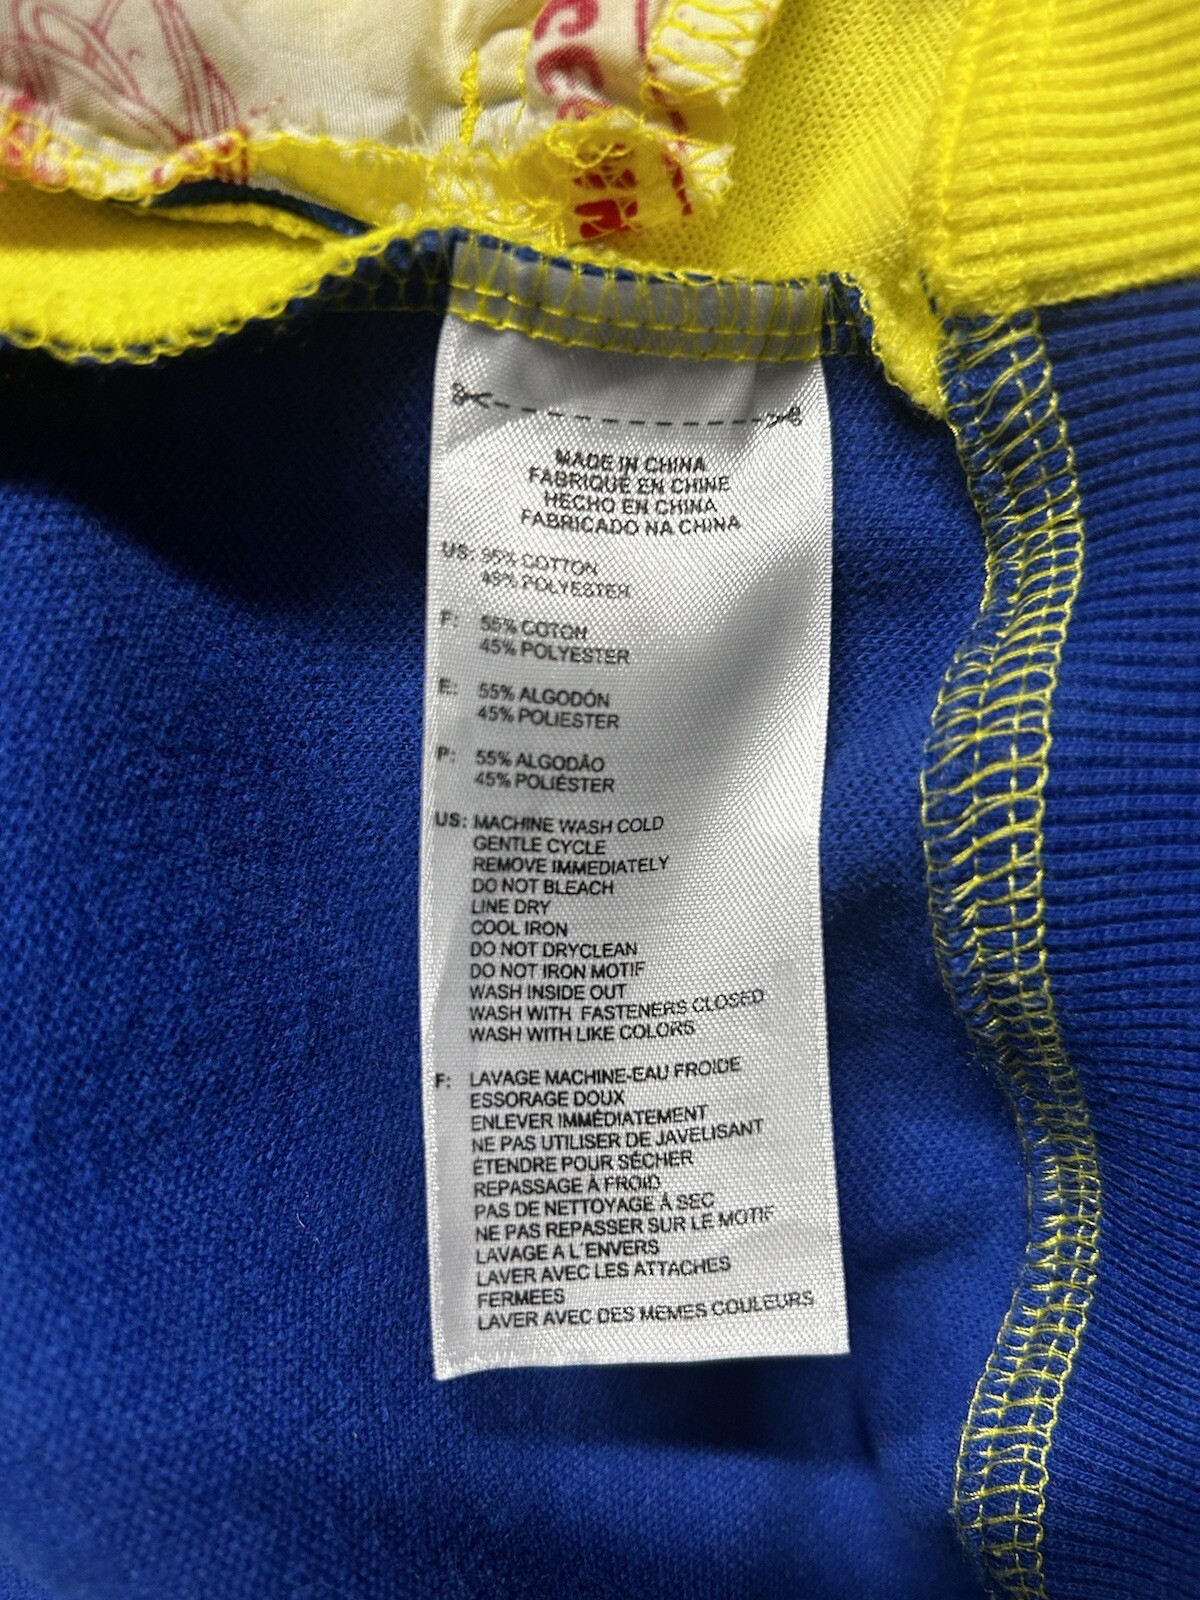 MADE IN CHINA
FABRIQUÉ EN CHINE
HECHO EN CHINA
FABRICADO NA CHINA
US: COTTON
POLYESTER
F: 55% COTON
45% POLYESTER
E: 55% ALGODÓN
45% POLIESTER
P: 55% ALGODÃO
45% POLIÉSTER
US: MACHINE WASH COLD
GENTLE CYCLE
REMOVE IMMEDIATELY
DO NOT BLEACH
LINE DRY
COOL IRON
DO NOT DRYCLEAN
DO NOT IRON MOTIF
WASH INSIDE OUT
WASH WITH FASTENERS CLOSED
WASH WITH LIKE COLORS
F: LAVAGE MACHINE-EAU FROIDE
ESSORAGE DOUX
ENLEVER IMMÉDIATEMENT
NE PAS UTILISER DE JAVELISANT
ÉTENDRE POUR SÉCHER
REPASSAGE À FROID
PAS DE NETTOYAGE À SEC
NE PAS REPASSER SUR LE MOTIF
LAVAGE A L'ENVERS
LAVER AVEC LES ATTACHES
FERMEES
LAVER AVEC DES MEMES COULEURS